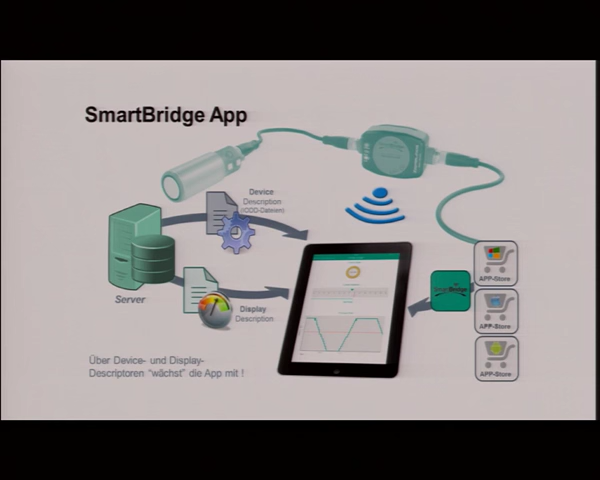 SmartBridge App
Device
Description
(IODD-Dateien)
Server
Display
Description
SmartBridge
APP-Store
APP-Store
APP-Store
Über Device- und Display-
Descriptoren "wächst" die App mit !